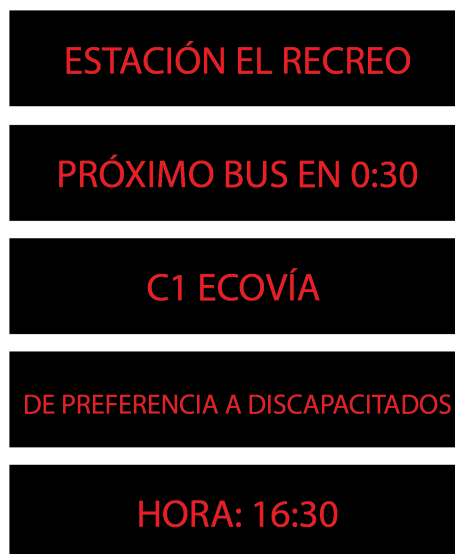 ESTACIÓN EL RECREO
PRÓXIMO BUS EN 0:30
C1 ECOVÍA
DE PREFERENCIA A DISCAPACITADOS
HORA: 16:30